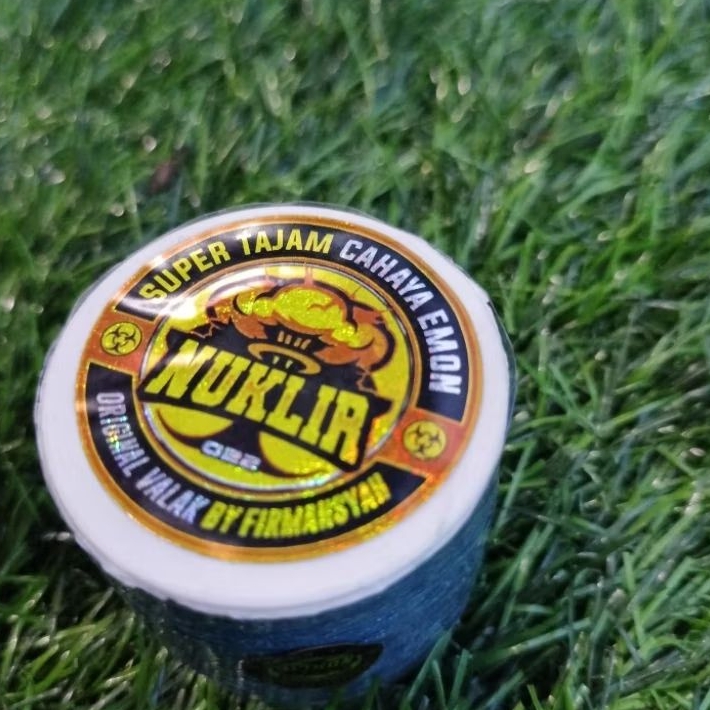 SUPER TAJAM CAHAYA EMON
NUKLIR
ORIGINAL VALAK BY FIRMANSYAH